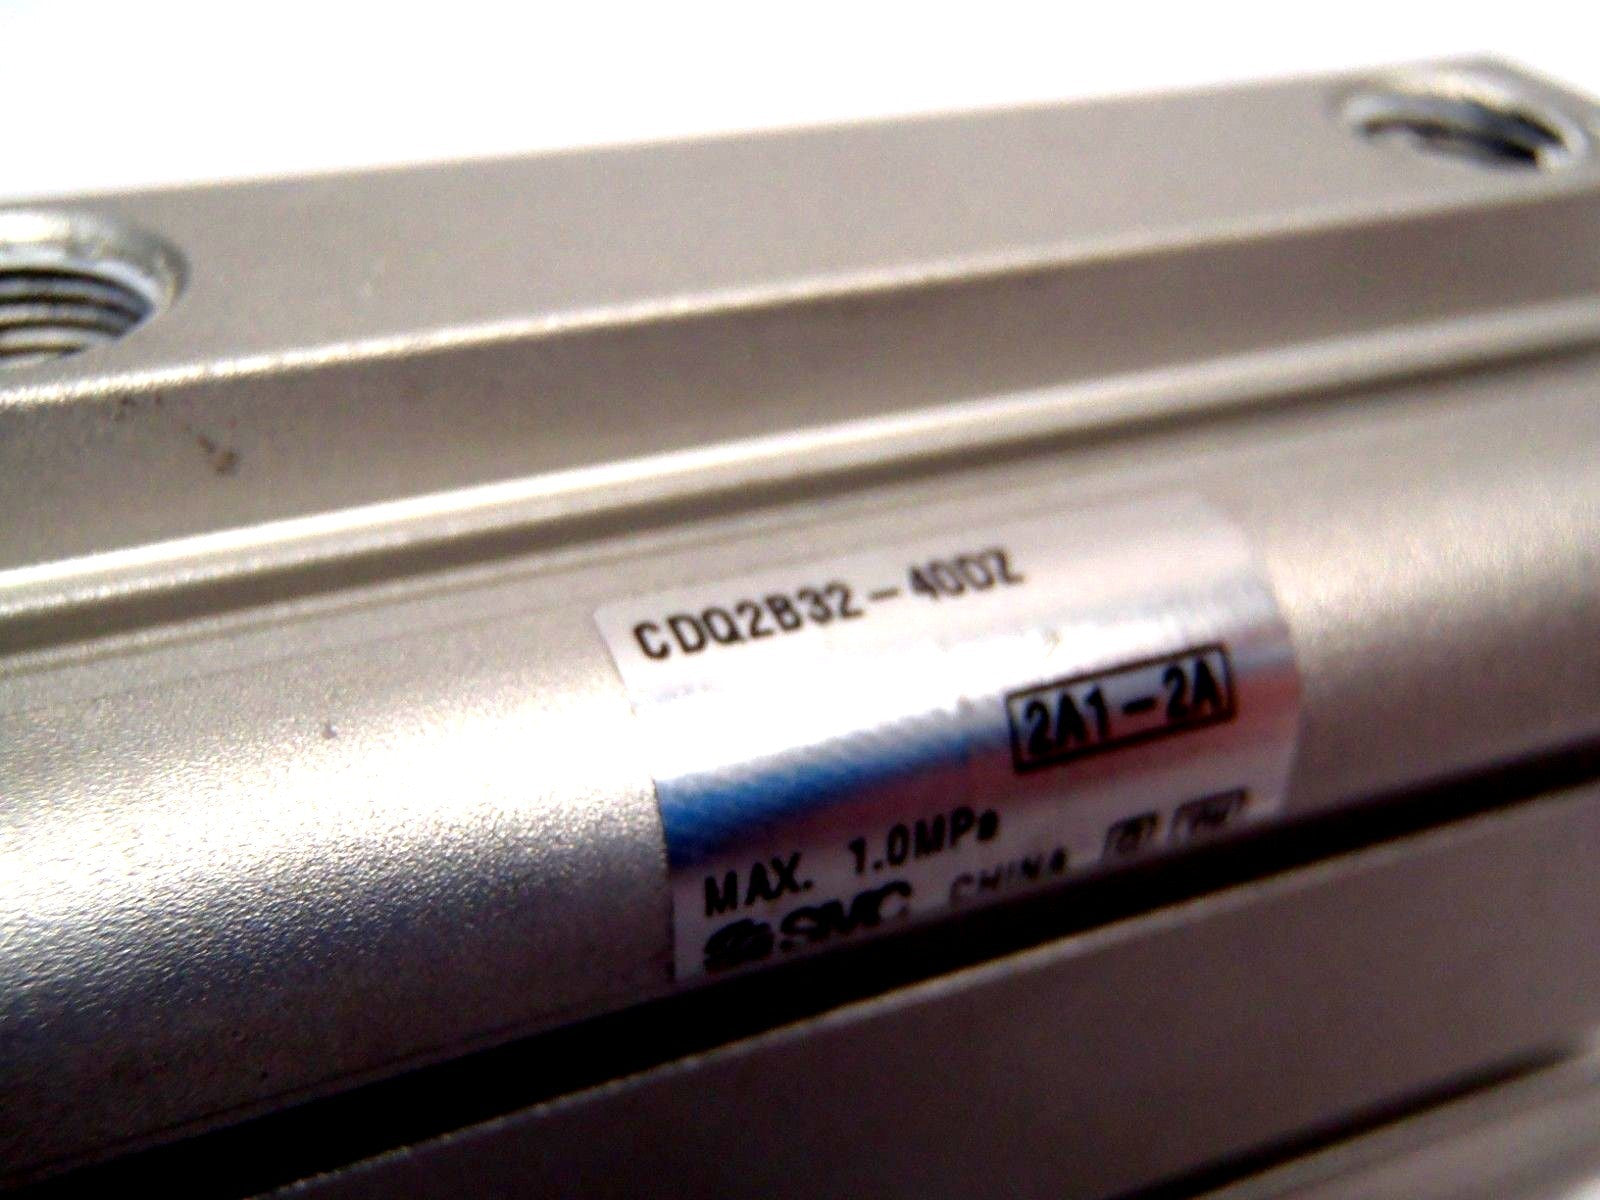 CDQ2B32-40DZ
2A1-2A
MAX. 1.0MPa
SMC CHINA